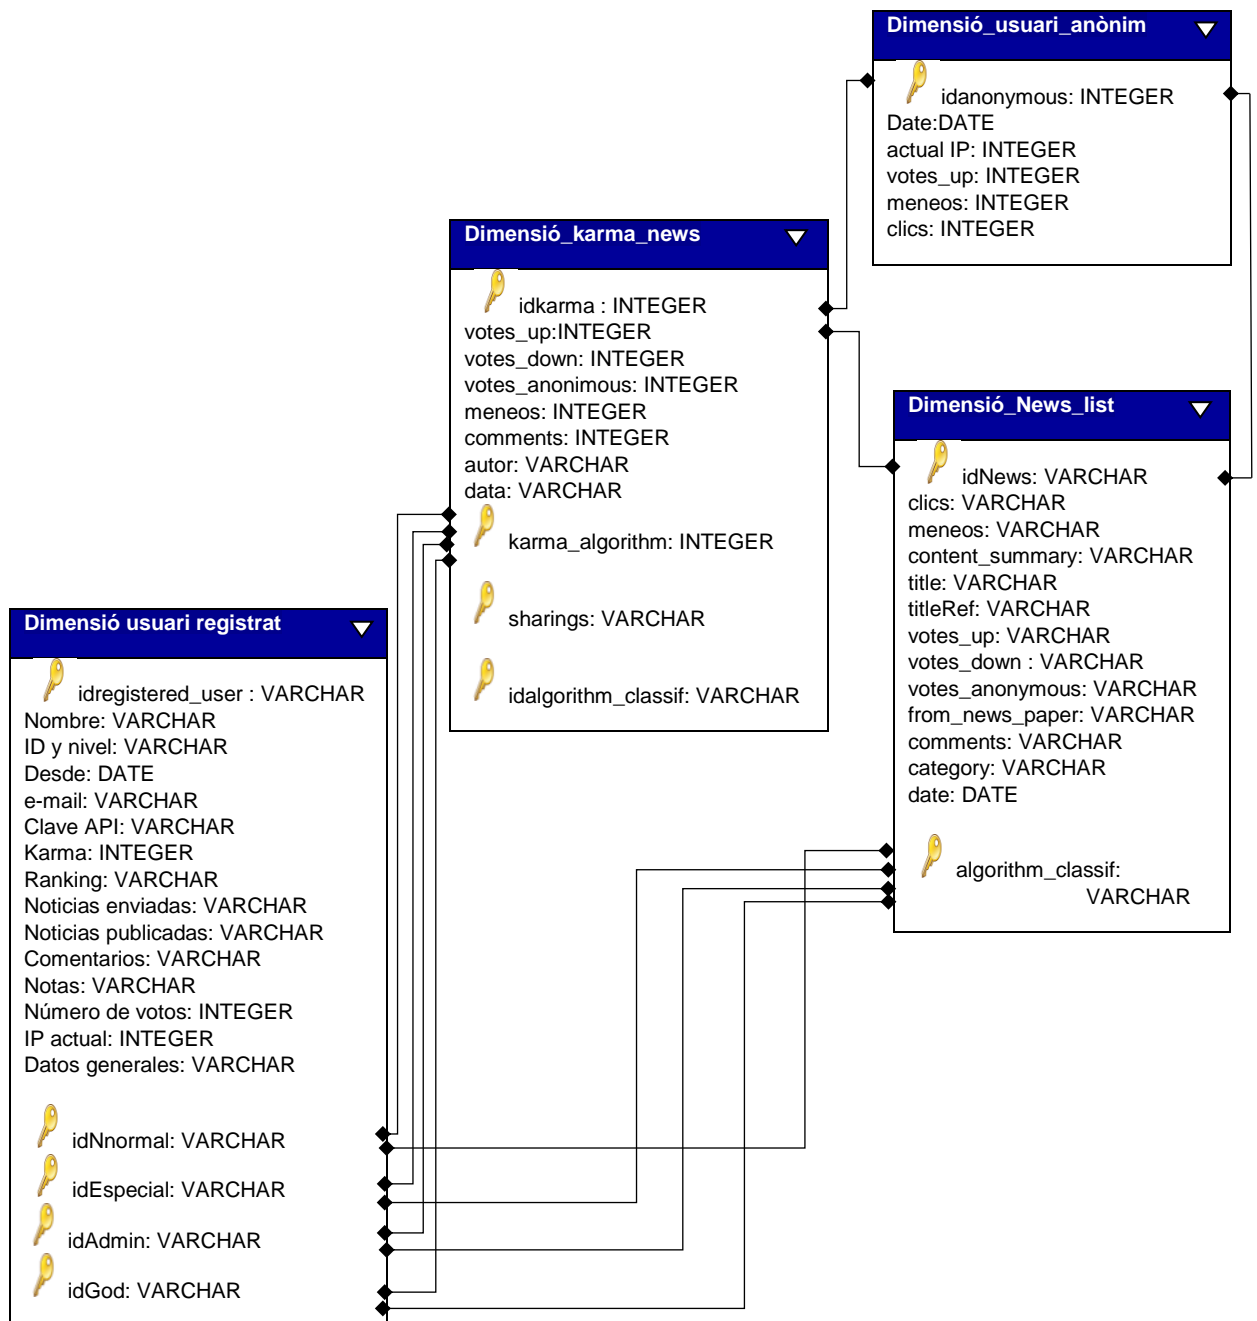 Dimensió_usuari_anònim
idanonymous: INTEGER
Date:DATE
actual IP: INTEGER
votes_up: INTEGER
meneos: INTEGER
clics: INTEGER
Dimensió_karma_news
idkarma : INTEGER
votes_up:INTEGER
votes_down: INTEGER
votes_anonimous: INTEGER
meneos: INTEGER
comments: INTEGER
autor: VARCHAR
data: VARCHAR
karma_algorithm: INTEGER
sharings: VARCHAR
idalgorithm_classif: VARCHAR
Dimensió_News_list
idNews: VARCHAR
clics: VARCHAR
meneos: VARCHAR
content_summary: VARCHAR
title: VARCHAR
titleRef: VARCHAR
votes_up: VARCHAR
votes_down : VARCHAR
votes_anonymous: VARCHAR
from_news_paper: VARCHAR
comments: VARCHAR
category: VARCHAR
date: DATE
algorithm_classif:
VARCHAR
Dimensió usuari registrat
idregistered_user : VARCHAR
Nombre: VARCHAR
ID y nivel: VARCHAR
Desde: DATE
e-mail: VARCHAR
Clave API: VARCHAR
Karma: INTEGER
Ranking: VARCHAR
Noticias enviadas: VARCHAR
Noticias publicadas: VARCHAR
Comentarios: VARCHAR
Notas: VARCHAR
Número de votos: INTEGER
IP actual: INTEGER
Datos generales: VARCHAR
idNnormal: VARCHAR
idEspecial: VARCHAR
idAdmin: VARCHAR
idGod: VARCHAR